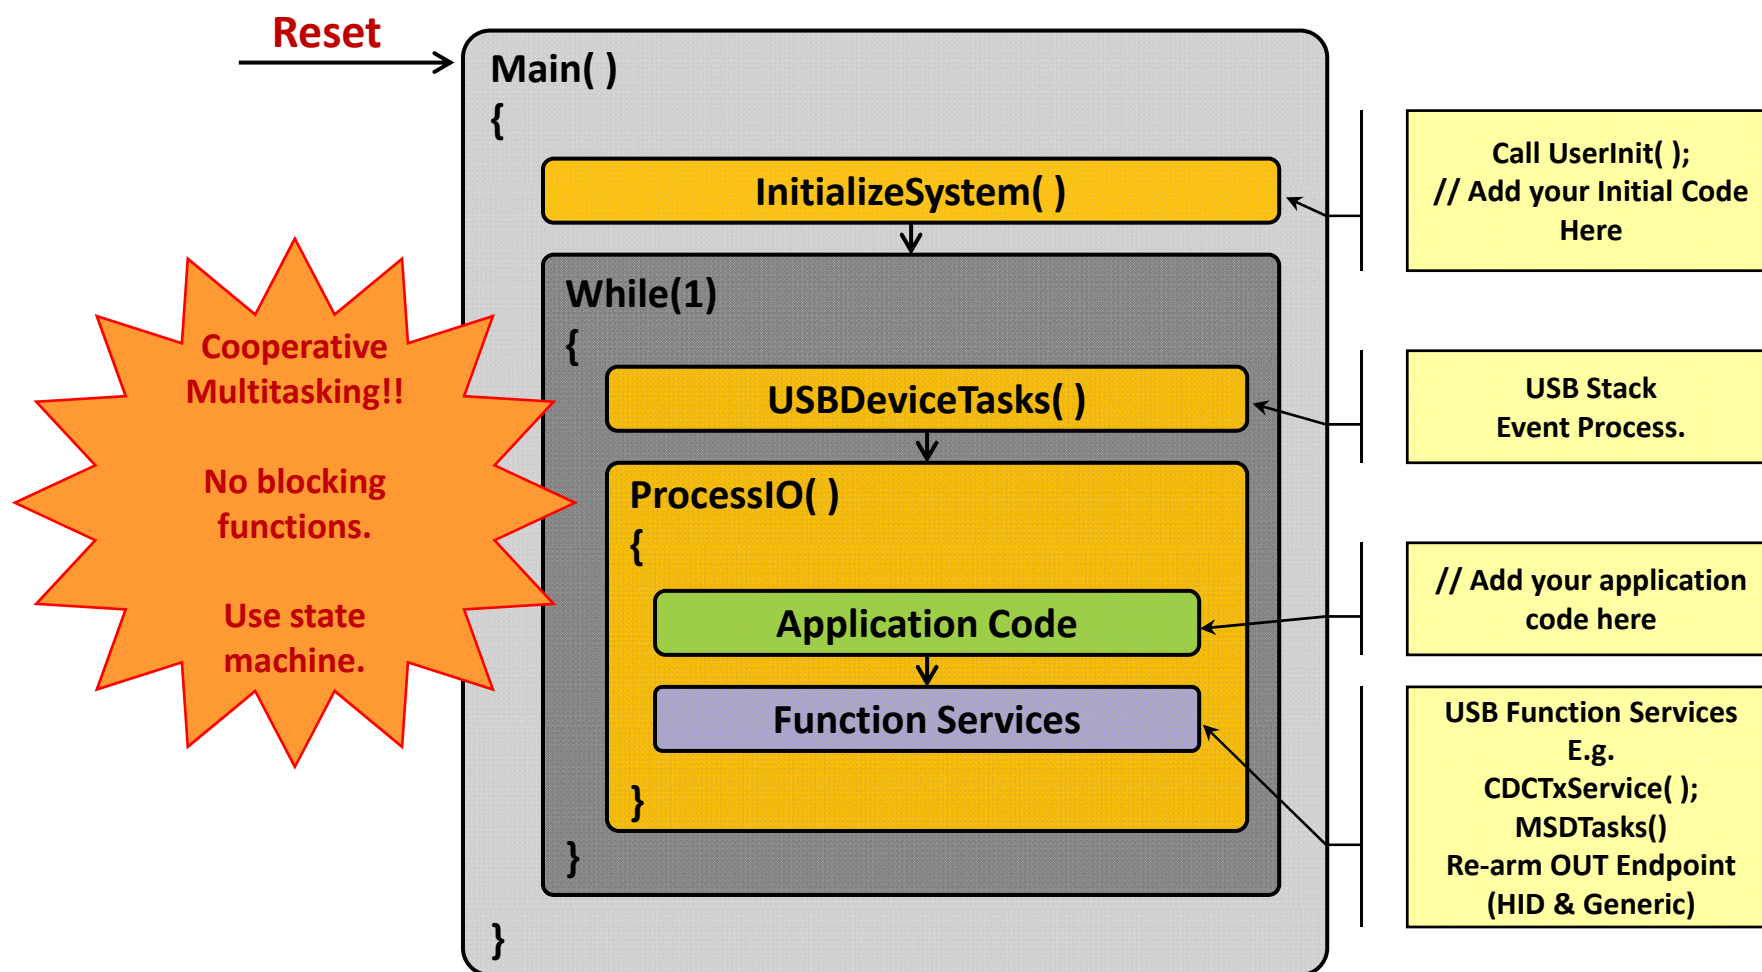 Reset
Main( )
{
InitializeSystem( )
While(1)
{
USBDeviceTasks( )
ProcessIO( )
{
Application Code
Function Services
}
}
}
Cooperative
Multitasking!!
No blocking
functions.
Use state
machine.
Call UserInit( );
// Add your Initial Code
Here
USB Stack
Event Process.
// Add your application
code here
USB Function Services
E.g.
CDCTxService( );
MSDTasks()
Re-arm OUT Endpoint
(HID & Generic)